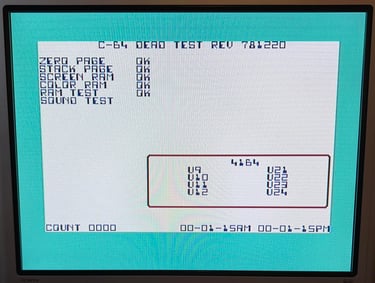 C-64 DEAD TEST REV 781220
ZERO PAGE OK
STACK PAGE OK
SCREEN RAM OK
COLOR RAM OK
RAM TEST OK
SOUND TEST
4164
U9 U21
U10 U22
U11 U23
U12 U24
COUNT 0000 00-01-15AM 00-01-15PM